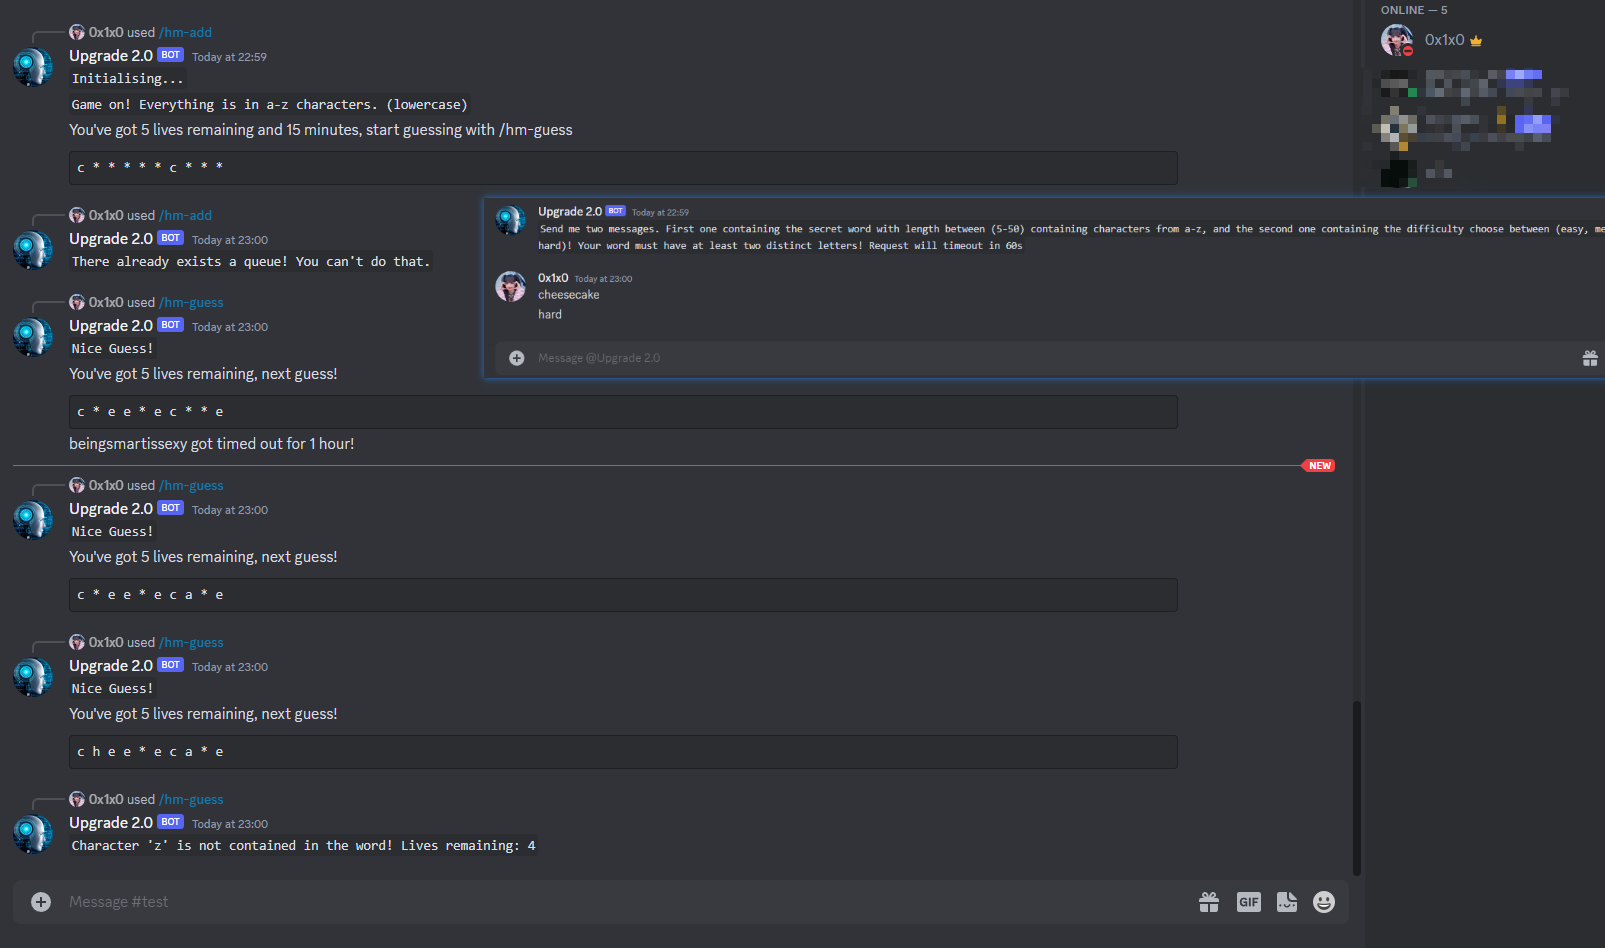 0x1x0 used /hm-add
Upgrade 2.0 BOT Today at 22:59
Initialising...
Game on! Everything is in a-z characters. (lowercase)
You've got 5 lives remaining and 15 minutes, start guessing with /hm-guess
c * * * * * c * * *
0x1x0 used /hm-add
Upgrade 2.0 BOT Today at 23:00
There already exists a queue! You can't do that.
0x1x0 used /hm-guess
Upgrade 2.0 BOT Today at 23:00
Nice Guess!
You've got 5 lives remaining, next guess!
c * e e * e c * * e
beingsmartissexy got timed out for 1 hour!
NEW
0x1x0 used /hm-guess
Upgrade 2.0 BOT Today at 23:00
Nice Guess!
You've got 5 lives remaining, next guess!
c * e e * e c a * e
0x1x0 used /hm-guess
Upgrade 2.0 BOT Today at 23:00
Nice Guess!
You've got 5 lives remaining, next guess!
c h e e * e c a * e
0x1x0 used /hm-guess
Upgrade 2.0 BOT Today at 23:00
Character 'z' is not contained in the word! Lives remaining: 4
Message #test
GIF
Upgrade 2.0 BOT Today at 22:59
Send me two messages. First one containing the secret word with length between (5-50) containing characters from a-z, and the second one containing the difficulty choose between (easy, me
hard)! Your word must have at least two distinct letters! Request will timeout in 60s
0x1x0 Today at 23:00
cheesecake
hard
Message @Upgrade 2.0
ONLINE — 5
0x1x0